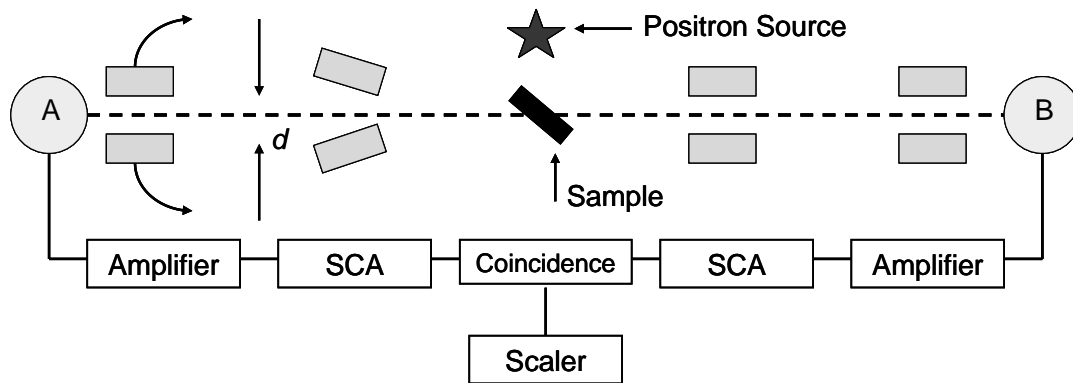 Positron Source
A
B
d
Sample
Amplifier
SCA
Coincidence
SCA
Amplifier
Scaler